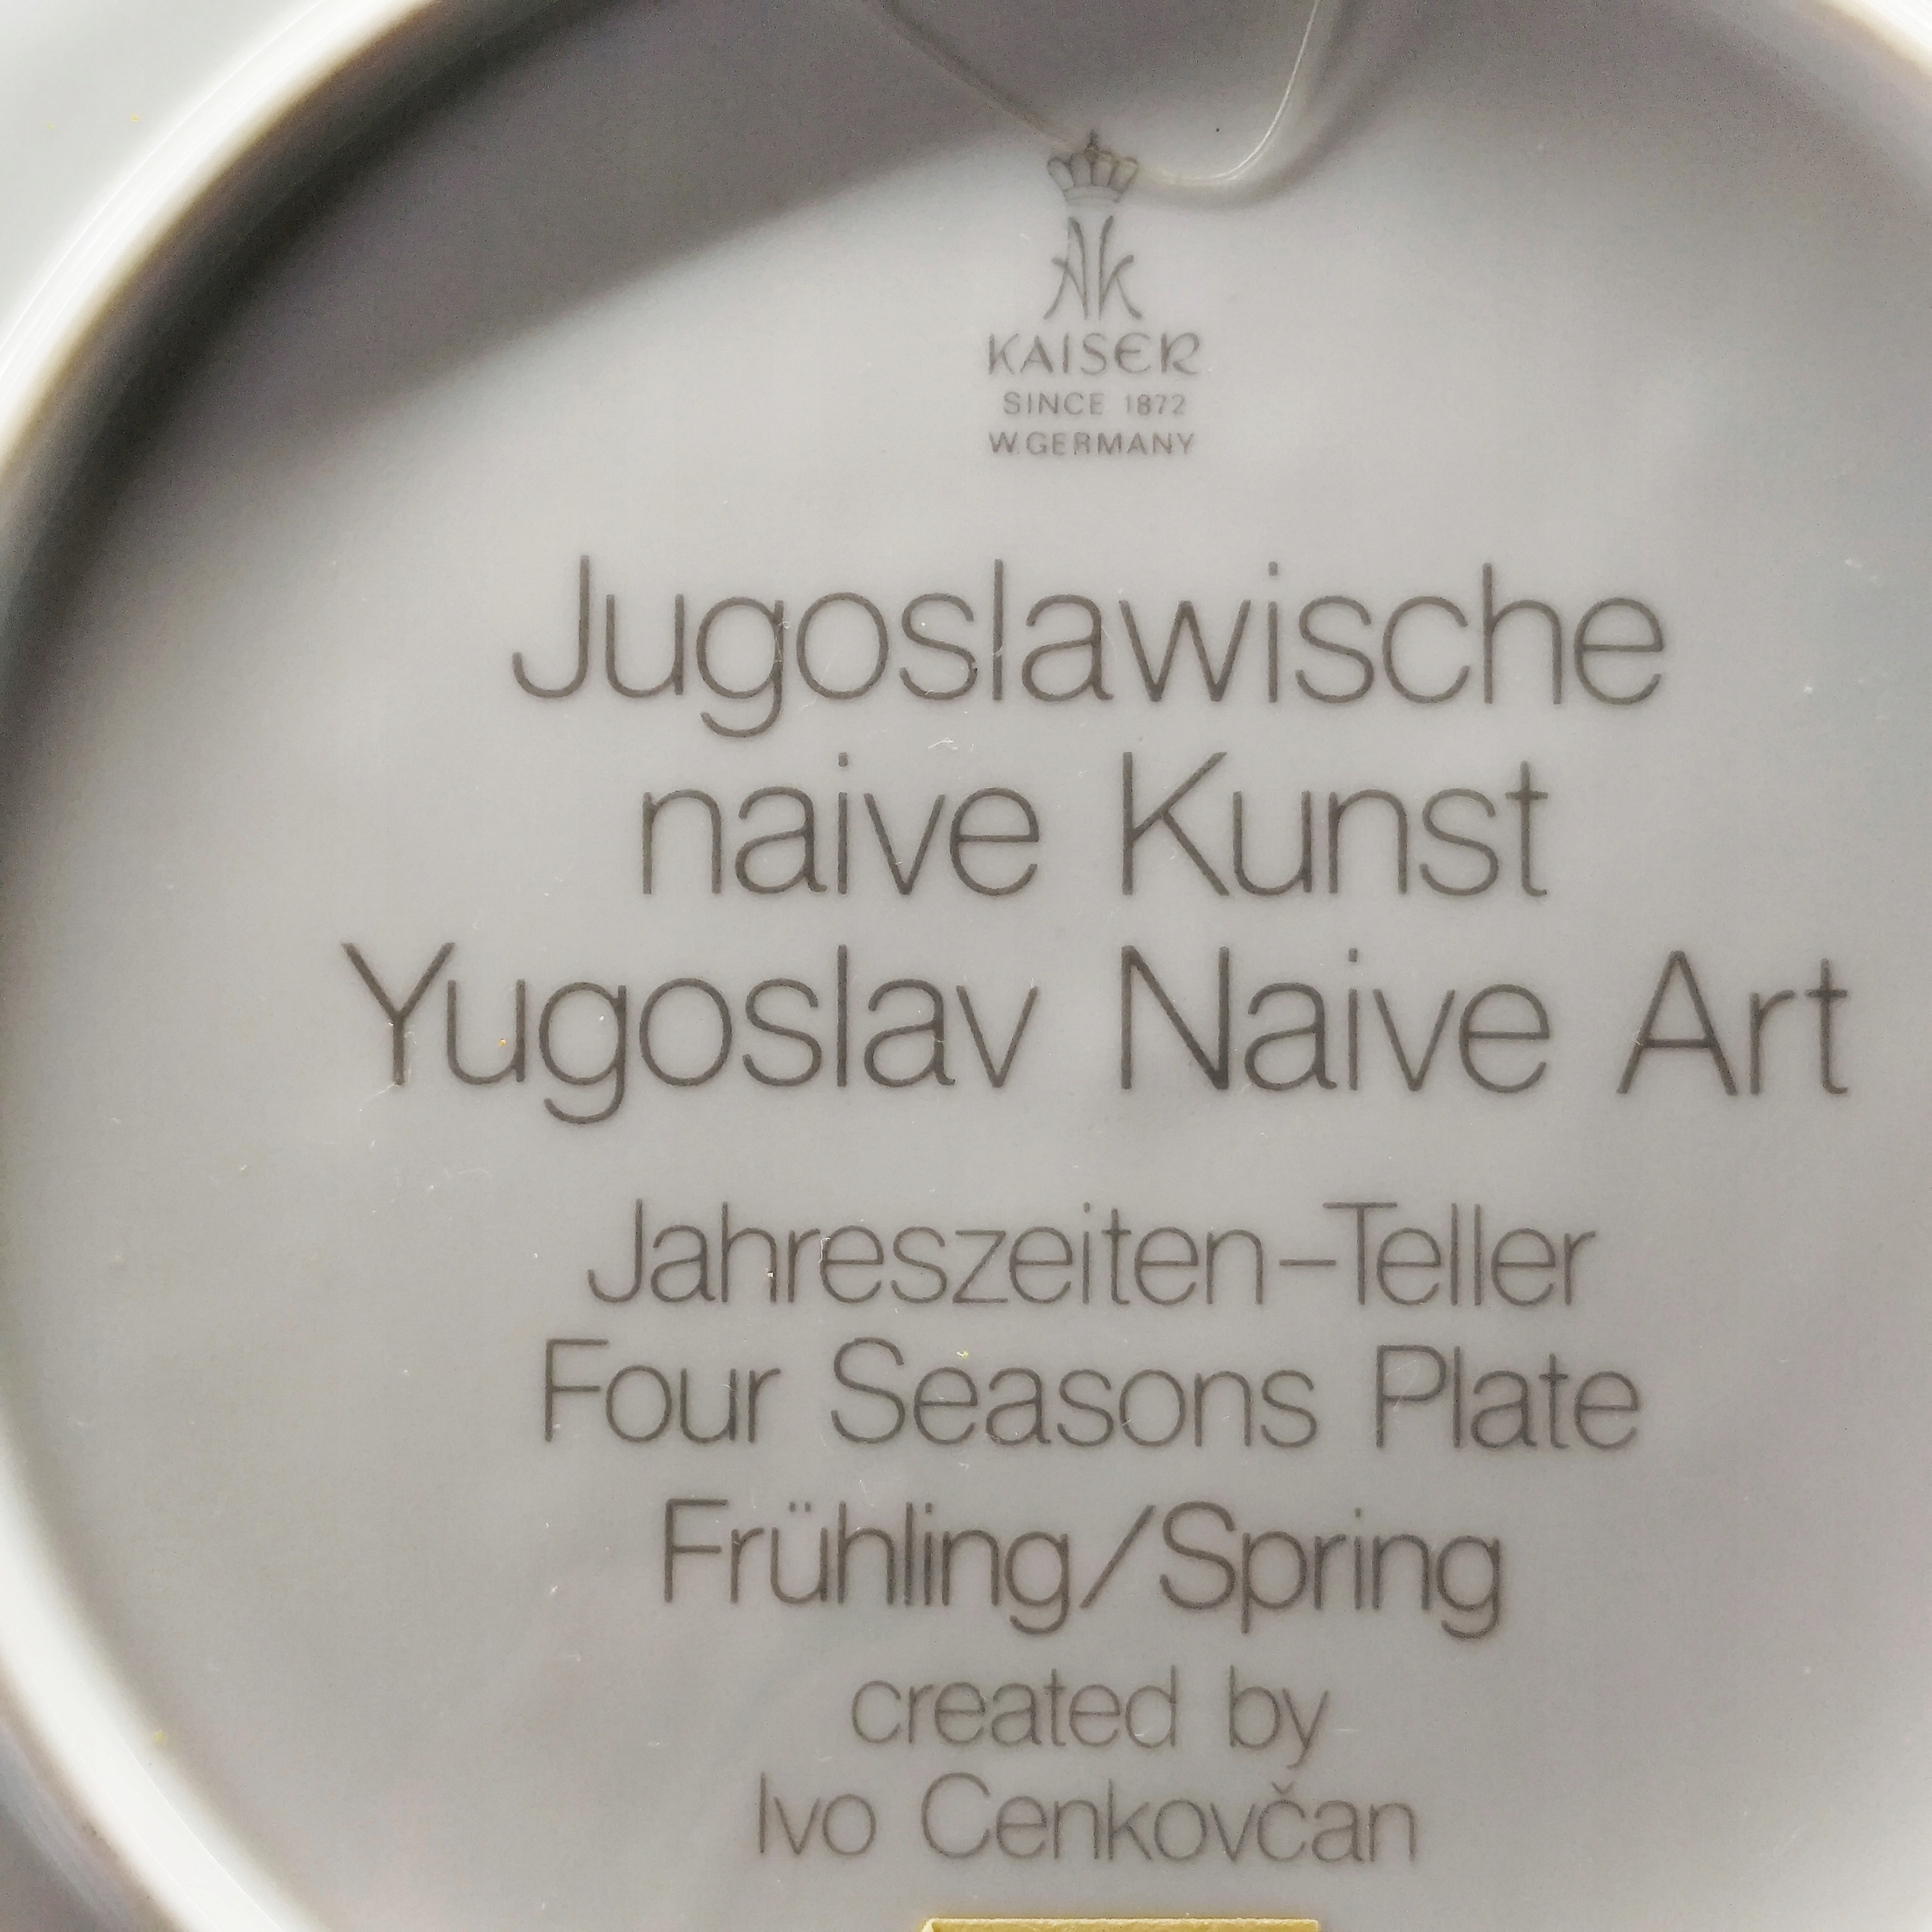 AK
KAISER
SINCE 1872
W.GERMANY
Jugoslawische
naive Kunst
Yugoslav Naive Art
Jahreszeiten-Teller
Four Seasons Plate
Frühling/Spring
created by
Ivo Cenkovčan